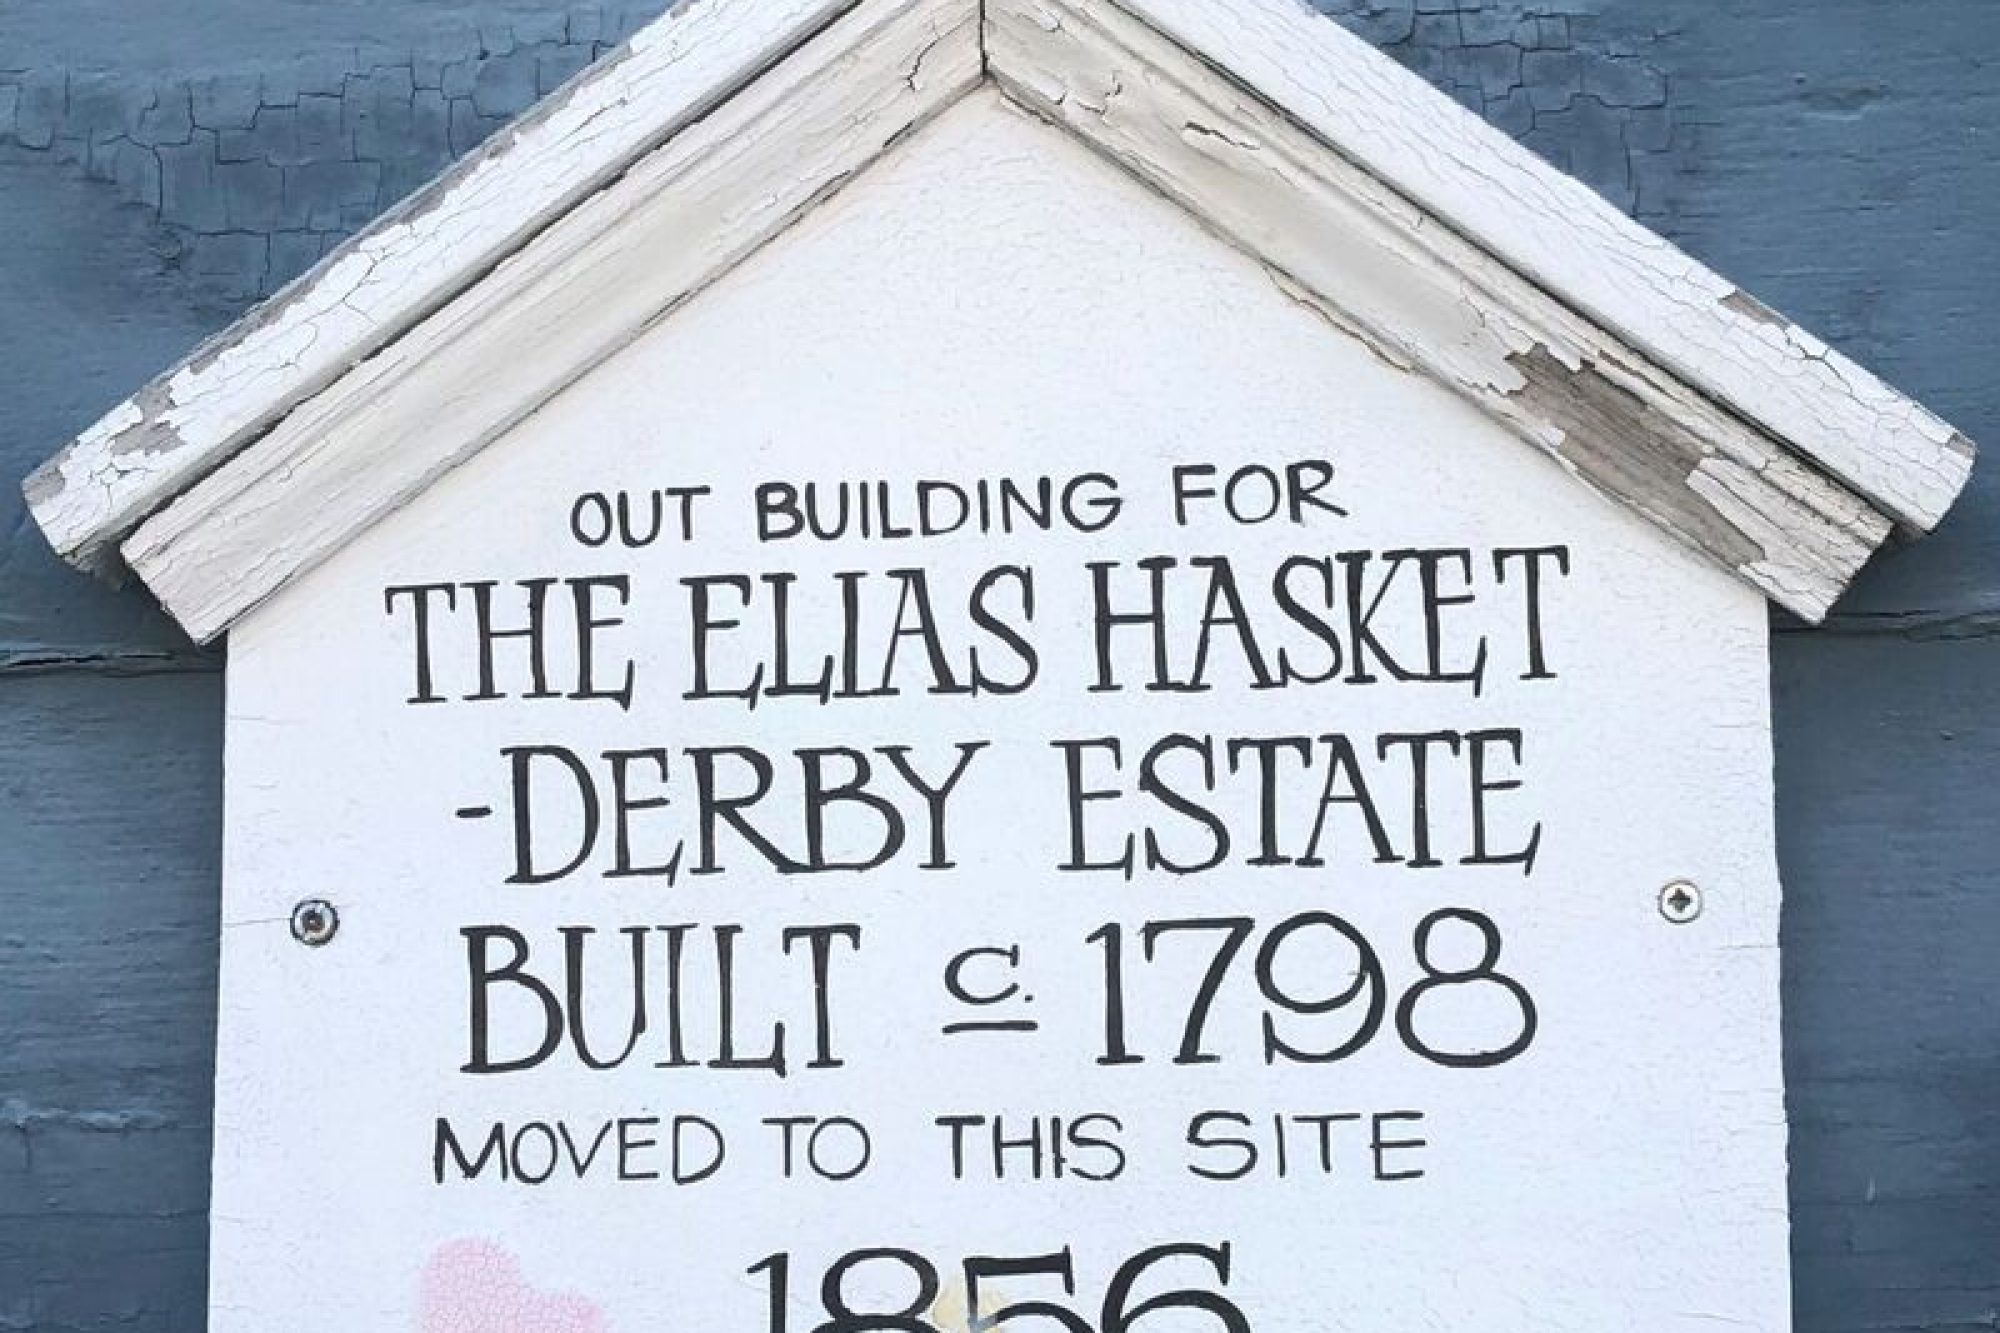 OUT BUILDING FOR
THE ELIAS HASKET
-DERBY ESTATE
BUILT c. 1798
MOVED TO THIS SITE
1856